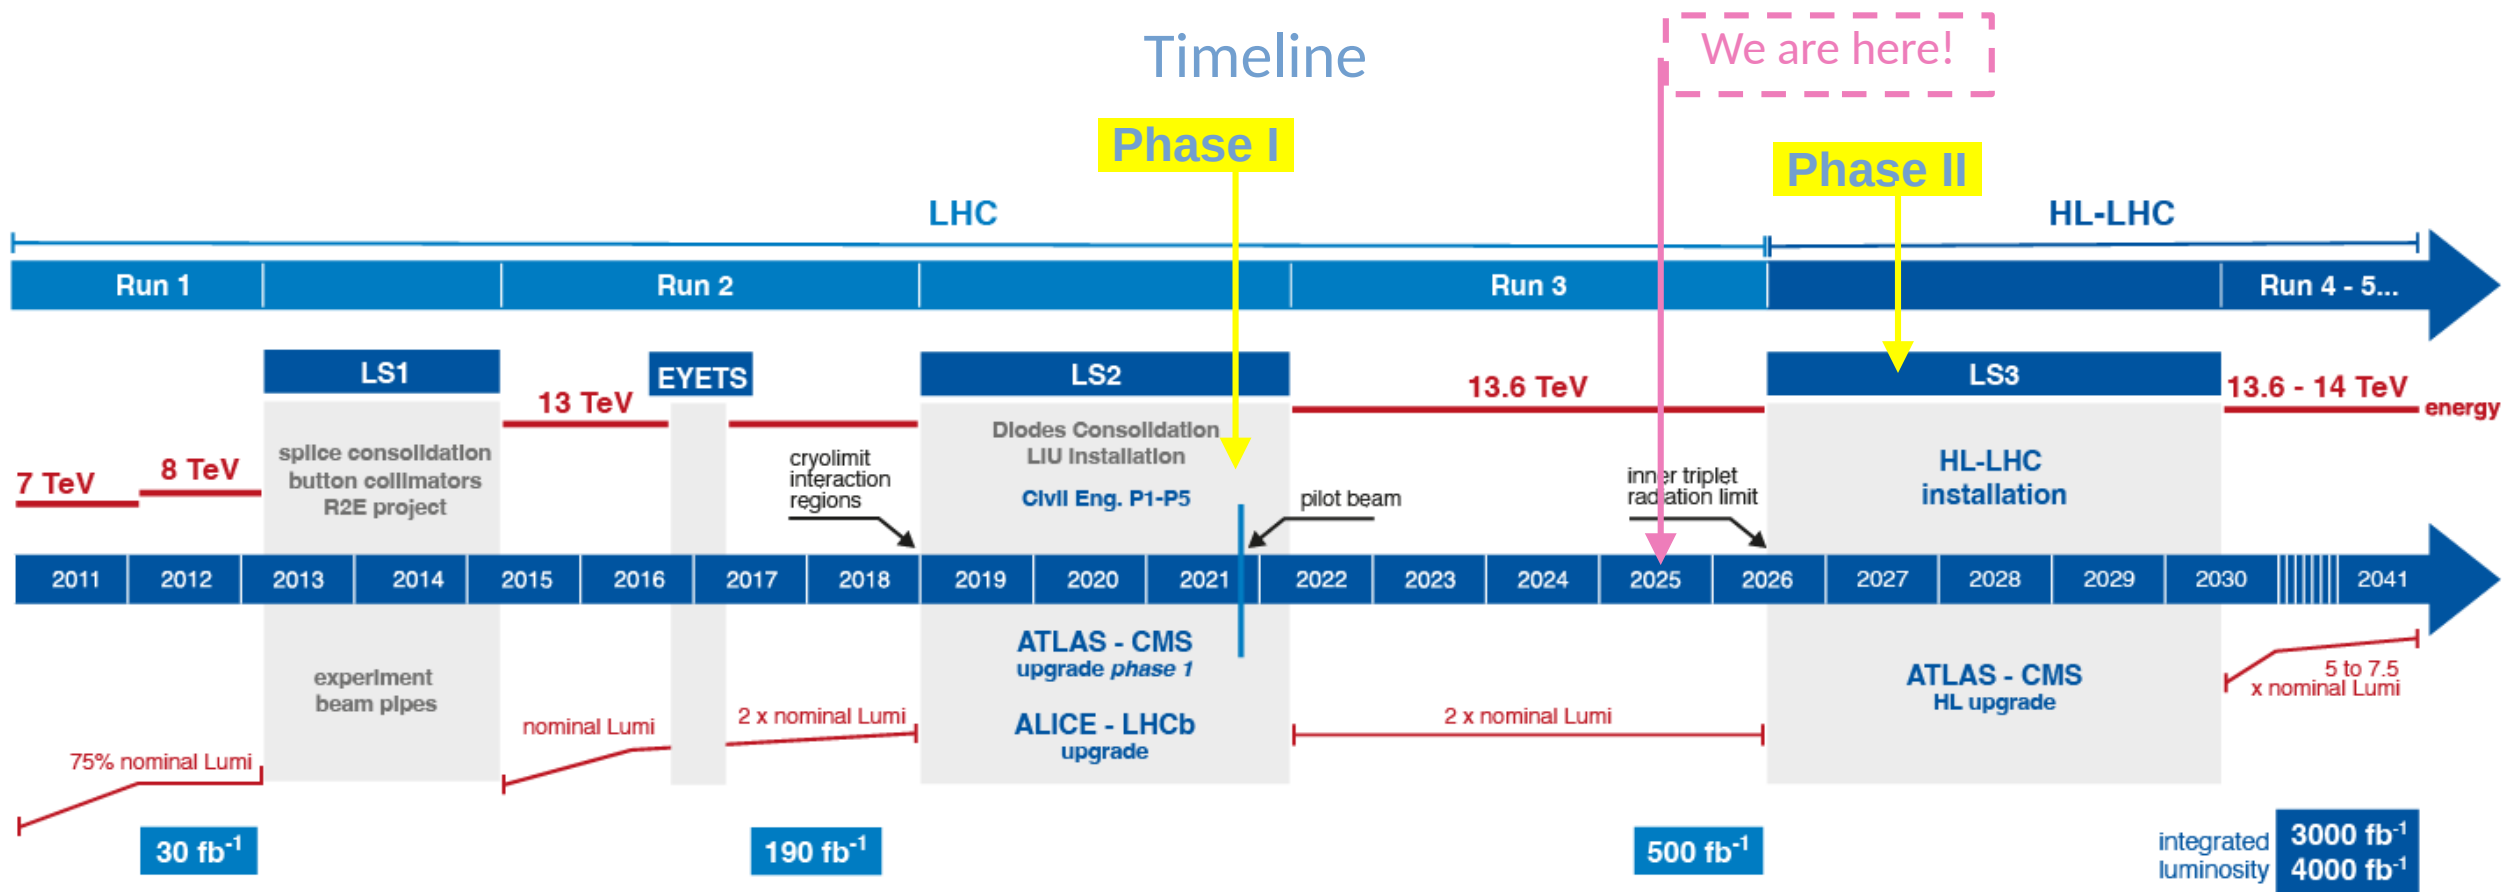 Timeline
We are here!
Phase I
Phase II
LHC
HL-LHC
Run 1
Run 2
Run 3
Run 4 - 5...
LS1
EYETS
LS2
LS3
13 TeV
13.6 TeV
13.6 - 14 TeV
energy
7 TeV
8 TeV
splice consolidation
button collimators
R2E project
cryolimit
interaction
regions
Diodes Consolidation
LIU Installation
Civil Eng. P1-P5
pilot beam
inner triplet
radiation limit
HL-LHC
installation
2011 2012 2013 2014 2015 2016 2017 2018 2019 2020 2021 2022 2023 2024 2025 2026 2027 2028 2029 2030 2041
experiment
beam pipes
ATLAS - CMS
upgrade phase 1
ALICE - LHCb
upgrade
ATLAS - CMS
HL upgrade
5 to 7.5
x nominal Lumi
75% nominal Lumi
nominal Lumi
2 x nominal Lumi
2 x nominal Lumi
30 fb-1
190 fb-1
500 fb-1
integrated
luminosity
3000 fb-1
4000 fb-1